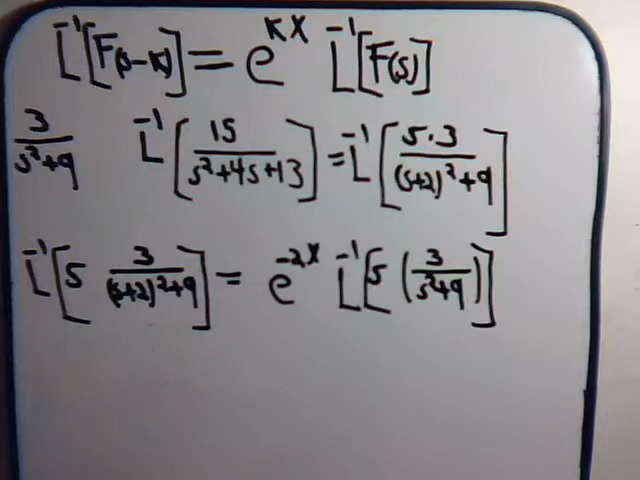 L⁻¹[F(s-k)] = e^{kx} L⁻¹[F(s)]
3/(s²+9) L⁻¹[15/(s²+4s+13)] = L⁻¹[5·3/((s+2)²+9)]
L⁻¹[5 3/((s+2)²+9)] = e^{-2x} L⁻¹[5 (3/(s²+9))]